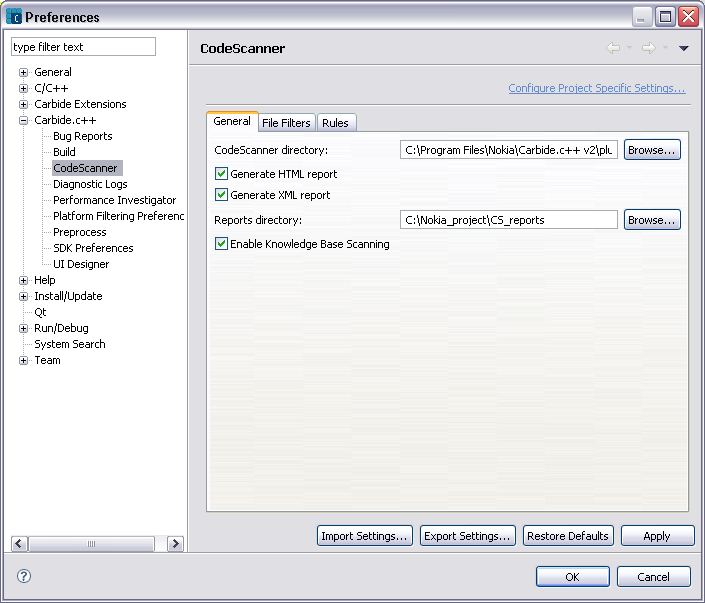 Preferences
type filter text
General
C/C++
Carbide Extensions
Carbide.c++
Bug Reports
Build
CodeScanner
Diagnostic Logs
Performance Investigator
Platform Filtering Preferenc
Preprocess
SDK Preferences
UI Designer
Help
Install/Update
Qt
Run/Debug
System Search
Team
CodeScanner
Configure Project Specific Settings...
General File Filters Rules
CodeScanner directory: C:\Program Files\Nokia\Carbide.c++ v2\plu Browse...
Generate HTML report
Generate XML report
Reports directory: C:\Nokia_project\CS_reports Browse...
Enable Knowledge Base Scanning
Import Settings... Export Settings... Restore Defaults Apply
OK Cancel